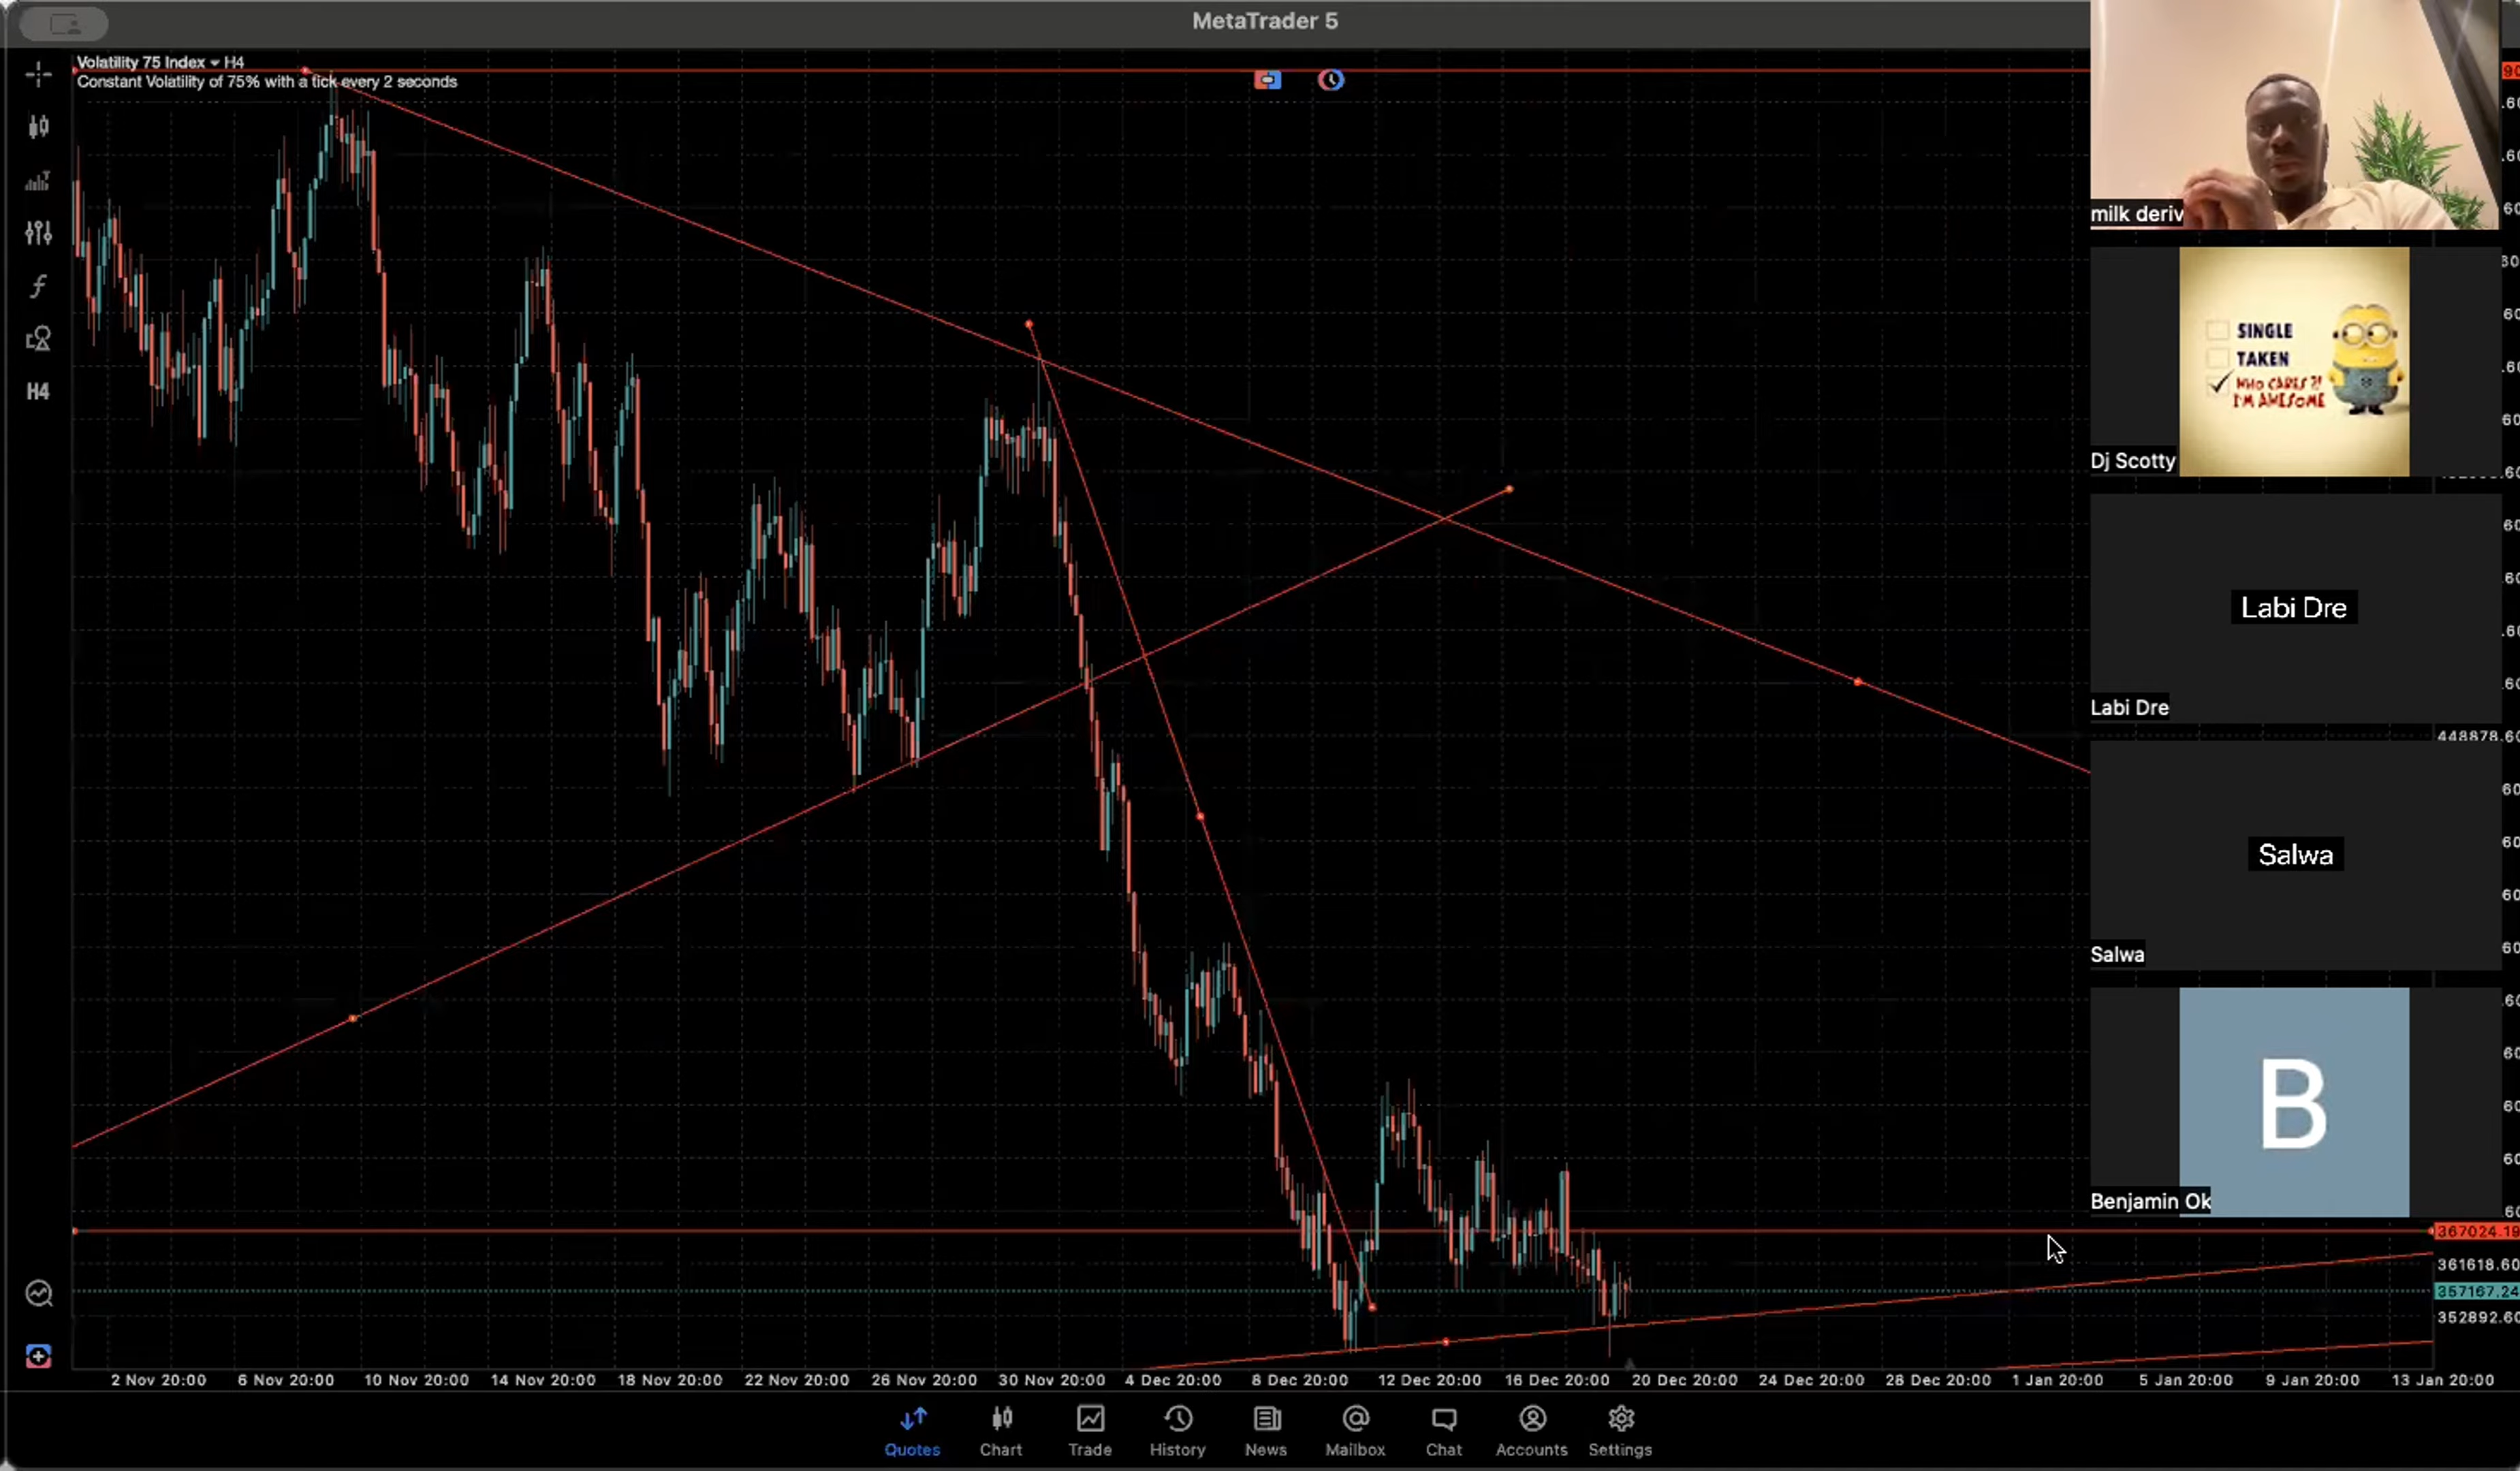 MetaTrader 5
Volatility 75 Index H4
Constant Volatility of 75% with a tick every 2 seconds
H4
milk deriv
SINGLE
TAKEN
WHO CARES?!
I'M AWESOME
Dj Scotty
Labi Dre
Labi Dre
448878.60
Salwa
Salwa
B
Benjamin Ok
367024.19
361618.60
357167.24
352892.60
2 Nov 20:00 6 Nov 20:00 10 Nov 20:00 14 Nov 20:00 18 Nov 20:00 22 Nov 20:00 26 Nov 20:00 30 Nov 20:00 4 Dec 20:00 8 Dec 20:00 12 Dec 20:00 16 Dec 20:00 20 Dec 20:00 24 Dec 20:00 28 Dec 20:00 1 Jan 20:00 5 Jan 20:00 9 Jan 20:00 13 Jan 20:00
Quotes Chart Trade History News Mailbox Chat Accounts Settings